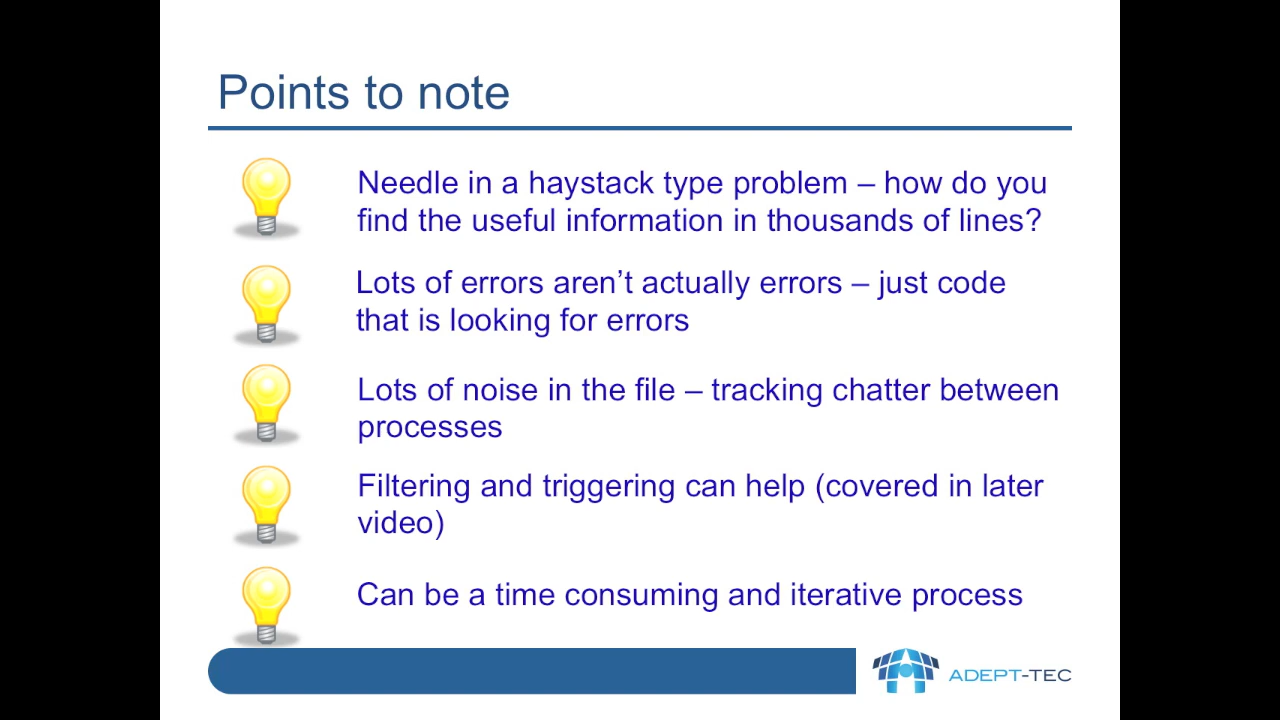 Points to note
Needle in a haystack type problem – how do you
find the useful information in thousands of lines?
Lots of errors aren’t actually errors – just code
that is looking for errors
Lots of noise in the file – tracking chatter between
processes
Filtering and triggering can help (covered in later
video)
Can be a time consuming and iterative process
ADEPT-TEC